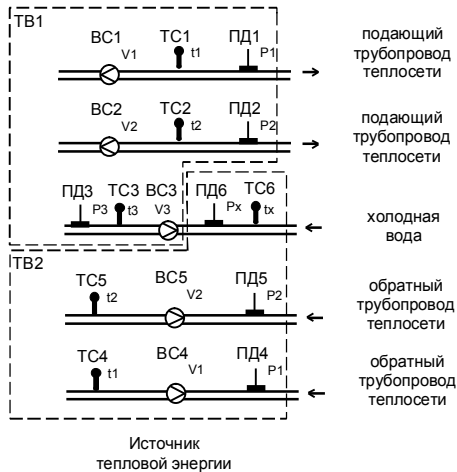 ТВ1
ВС1 ТС1 ПД1
V1 t1 P1
подающий
трубопровод
теплосети
ВС2 ТС2 ПД2
V2 t2 P2
подающий
трубопровод
теплосети
ПД3 ТС3 ВС3 ПД6 ТС6
P3 t3 V3 Px tx
холодная
вода
ТВ2
ТС5 ВС5 ПД5
t2 V2 P2
обратный
трубопровод
теплосети
ТС4 ВС4 ПД4
t1 V1 P1
обратный
трубопровод
теплосети
Источник
тепловой энергии